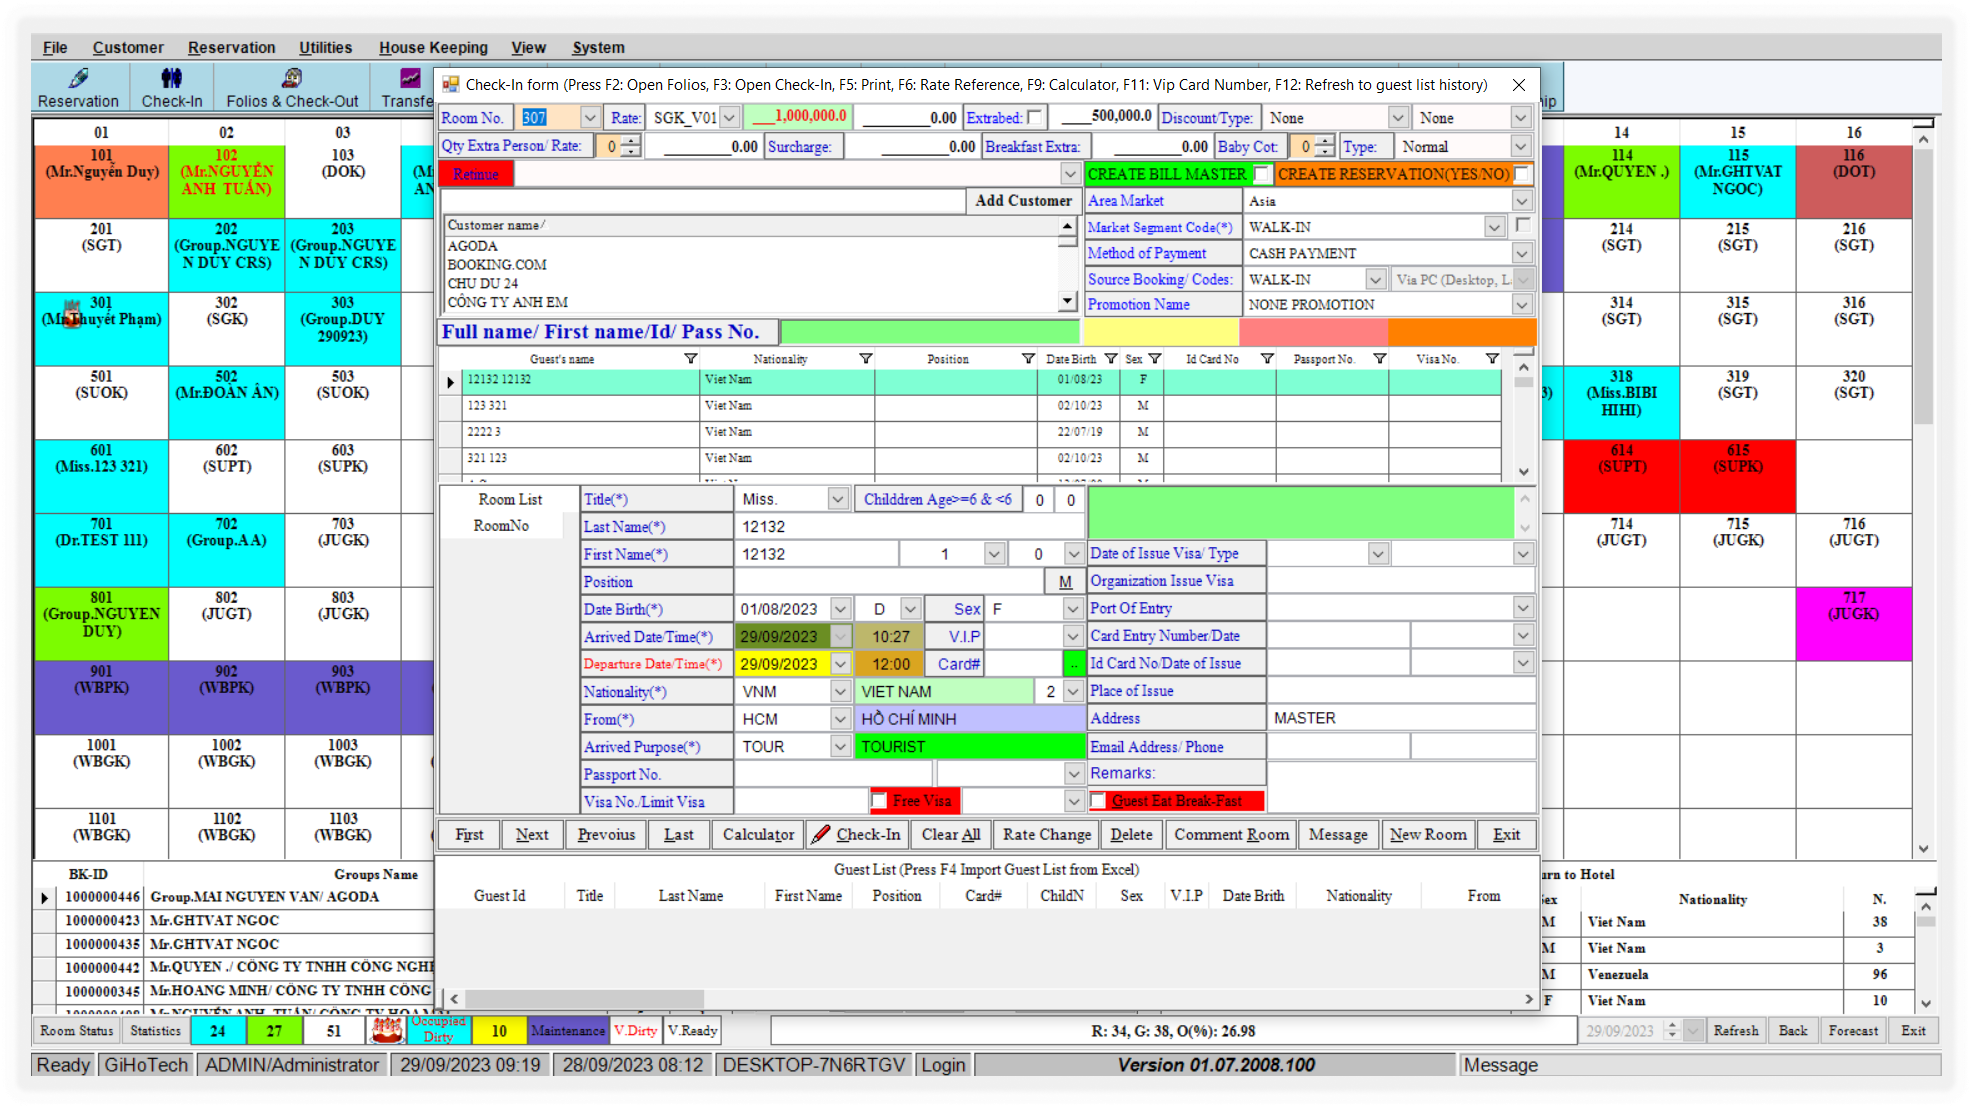 File Customer Reservation Utilities House Keeping View System
Reservation Check-In Folios & Check-Out Transfe
Check-In form (Press F2: Open Folios, F3: Open Check-In, F5: Print, F6: Rate Reference, F9: Calculator, F11: Vip Card Number, F12: Refresh to guest list history)
Room No. 307 Rate: SGK_V01 1,000,000.0 0.00 Extrabed: 500,000.0 Discount/Type: None None
Qty Extra Person/ Rate: 0 0.00 Surcharge: 0.00 Breakfast Extra: 0.00 Baby Cot: 0 Type: Normal
Retinue CREATE BILL MASTER CREATE RESERVATION(YES/NO)
Add Customer
Customer name/
AGODA
BOOKING.COM
CHU DU 24
CÔNG TY ANH EM
Area Market Asia
Market Segment Code(*) WALK-IN
Method of Payment CASH PAYMENT
Source Booking/ Codes: WALK-IN Via PC (Desktop, L
Promotion Name NONE PROMOTION
Full name/ First name/Id/ Pass No.
Guest's name Nationality Position Date Birth Sex Id Card No Passport No. Visa No.
12132 12132 Viet Nam 01/08/23 F
123 321 Viet Nam 02/10/23 M
2222 3 Viet Nam 22/07/19 M
321 123 Viet Nam 02/10/23 M
Room List
RoomNo
Title(*) Miss. Childdren Age>=6 & <6 0 0
Last Name(*) 12132
First Name(*) 12132 1 0
Position M
Date Birth(*) 01/08/2023 D Sex F
Arrived Date/Time(*) 29/09/2023 10:27 V.I.P
Departure Date/Time(*) 29/09/2023 12:00 Card# ..
Nationality(*) VNM VIET NAM 2
From(*) HCM HỒ CHÍ MINH
Arrived Purpose(*) TOUR TOURIST
Passport No.
Visa No./Limit Visa Free Visa
Date of Issue Visa/ Type
Organization Issue Visa
Port Of Entry
Card Entry Number/Date
Id Card No/Date of Issue
Place of Issue
Address MASTER
Email Address/ Phone
Remarks:
Guest Eat Break-Fast
First Next Prevoius Last Calculator Check-In Clear All Rate Change Delete Comment Room Message New Room Exit
Guest List (Press F4 Import Guest List from Excel)
Guest Id Title Last Name First Name Position Card# ChildN Sex V.I.P Date Brith Nationality From
01 02 03
101
(Mr.Nguyễn Duy)
102
(Mr.NGUYỄN
ANH TUẤN)
103
(DOK)
201
(SGT)
202
(Group.NGUYE
N DUY CRS)
203
(Group.NGUYE
N DUY CRS)
301
302
(SGK)
303
(Group.DUY
290923)
501
(SUOK)
502
(Mr.ĐOÀN ÂN)
503
(SUOK)
601
(Miss.123 321)
602
(SUPT)
603
(SUPK)
701
(Dr.TEST 111)
702
(Group.AA)
703
(JUGK)
801
(Group.NGUYEN
DUY)
802
(JUGT)
803
(JUGK)
901
(WBPK)
902
(WBPK)
903
(WBPK)
1001
(WBGK)
1002
(WBGK)
1003
(WBGK)
1101
(WBGK)
1102
(WBGK)
1103
(WBGK)
14 15 16
114
(Mr.QUYEN .)
115
(Mr.GHTVAT
NGOC)
116
(DOT)
214
(SGT)
215
(SGT)
216
(SGT)
314
(SGT)
315
(SGT)
316
(SGT)
318
(Miss.BIBI
HIHI)
319
(SGT)
320
(SGT)
614
(SUPT)
615
(SUPK)
714
(JUGT)
715
(JUGK)
716
(JUGT)
717
(JUGK)
BK-ID Groups Name
1000000446 Group.MAI NGUYEN VAN/ AGODA
1000000423 Mr.GHTVAT NGOC
1000000435 Mr.GHTVAT NGOC
1000000442 Mr.QUYEN ./ CÔNG TY TNHH CÔNG NGH
1000000345 Mr.HOANG MINH/ CÔNG TY TNHH CÔNG
urn to Hotel
Sex Nationality N.
M Viet Nam 38
M Viet Nam 3
M Venezuela 96
F Viet Nam 10
Room Status Statistics 24 27 51 Occupied Dirty 10 Maintenance V.Dirty V.Ready R: 34, G: 38, O(%): 26.98 29/09/2023 Refresh Back Forecast Exit
Ready GiHoTech ADMIN/Administrator 29/09/2023 09:19 28/09/2023 08:12 DESKTOP-7N6RTGV Login Version 01.07.2008.100 Message